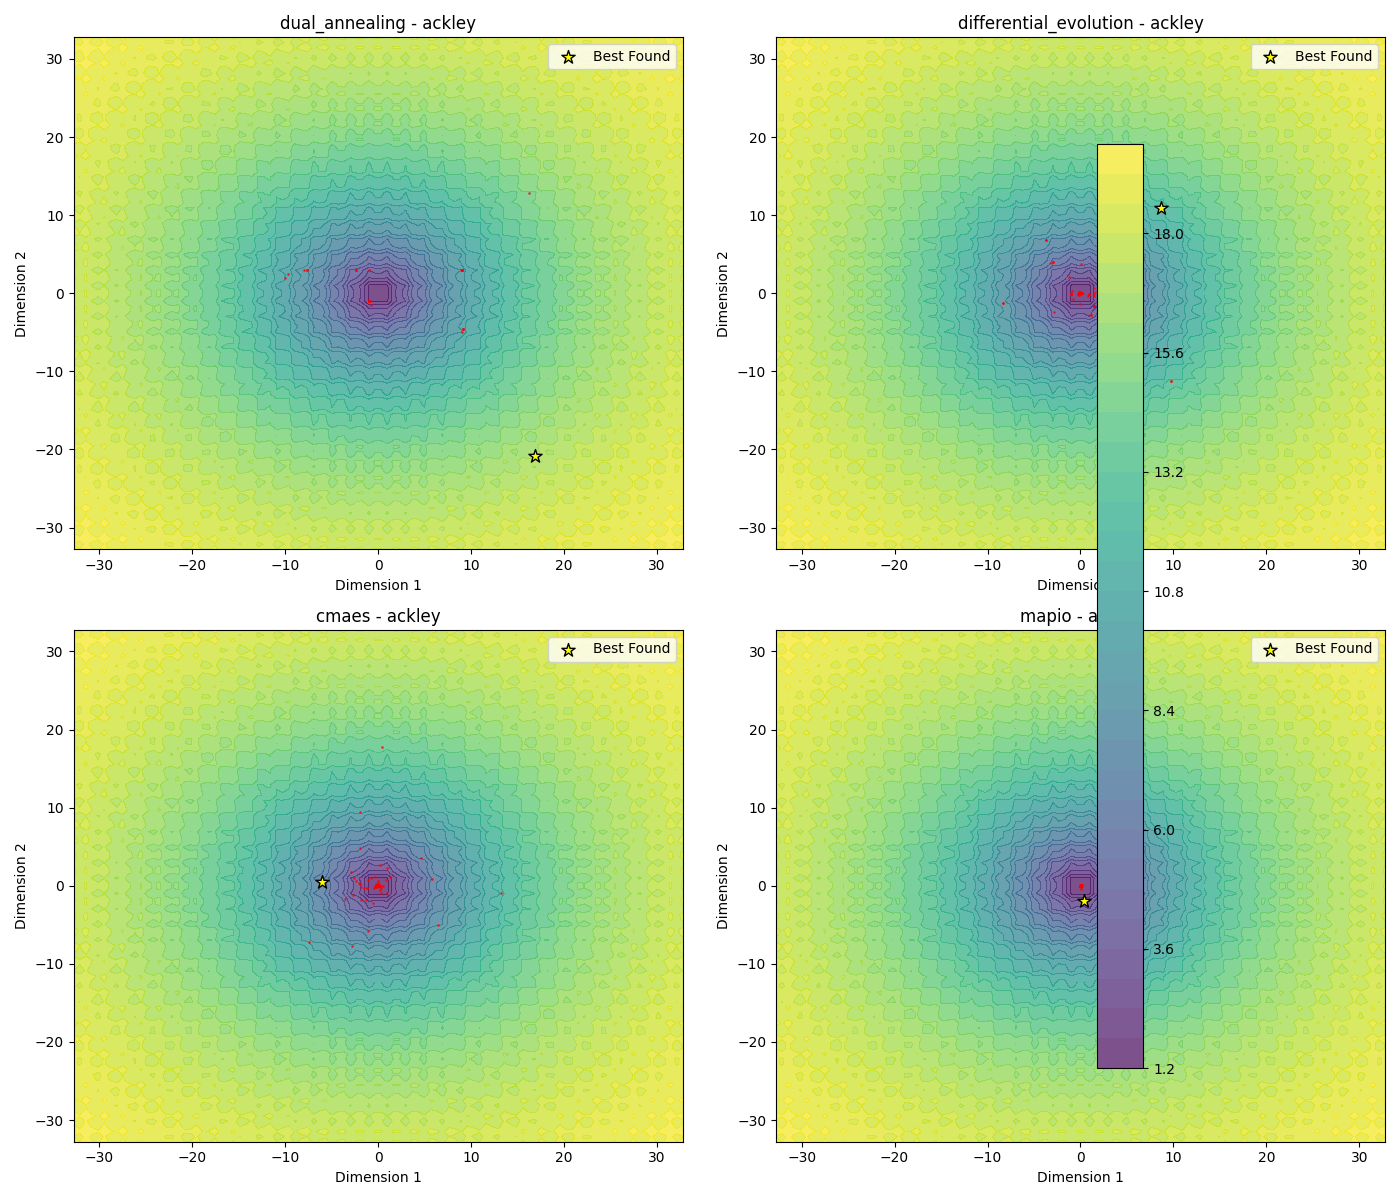 dual_annealing - ackley
Best Found
30
20
10
0
−10
−20
−30
Dimension 2
−30 −20 −10 0 10 20 30
Dimension 1
differential_evolution - ackley
Best Found
30
20
10
0
−10
−20
−30
Dimension 2
−30 −20 −10 0 10 20 30
18.0
15.6
13.2
10.8
8.4
6.0
3.6
1.2
cmaes - ackley
Best Found
30
20
10
0
−10
−20
−30
Dimension 2
−30 −20 −10 0 10 20 30
Dimension 1
mapio - a
Best Found
30
20
10
0
−10
−20
−30
Dimension 2
−30 −20 −10 0 10 20 30
Dimension 1